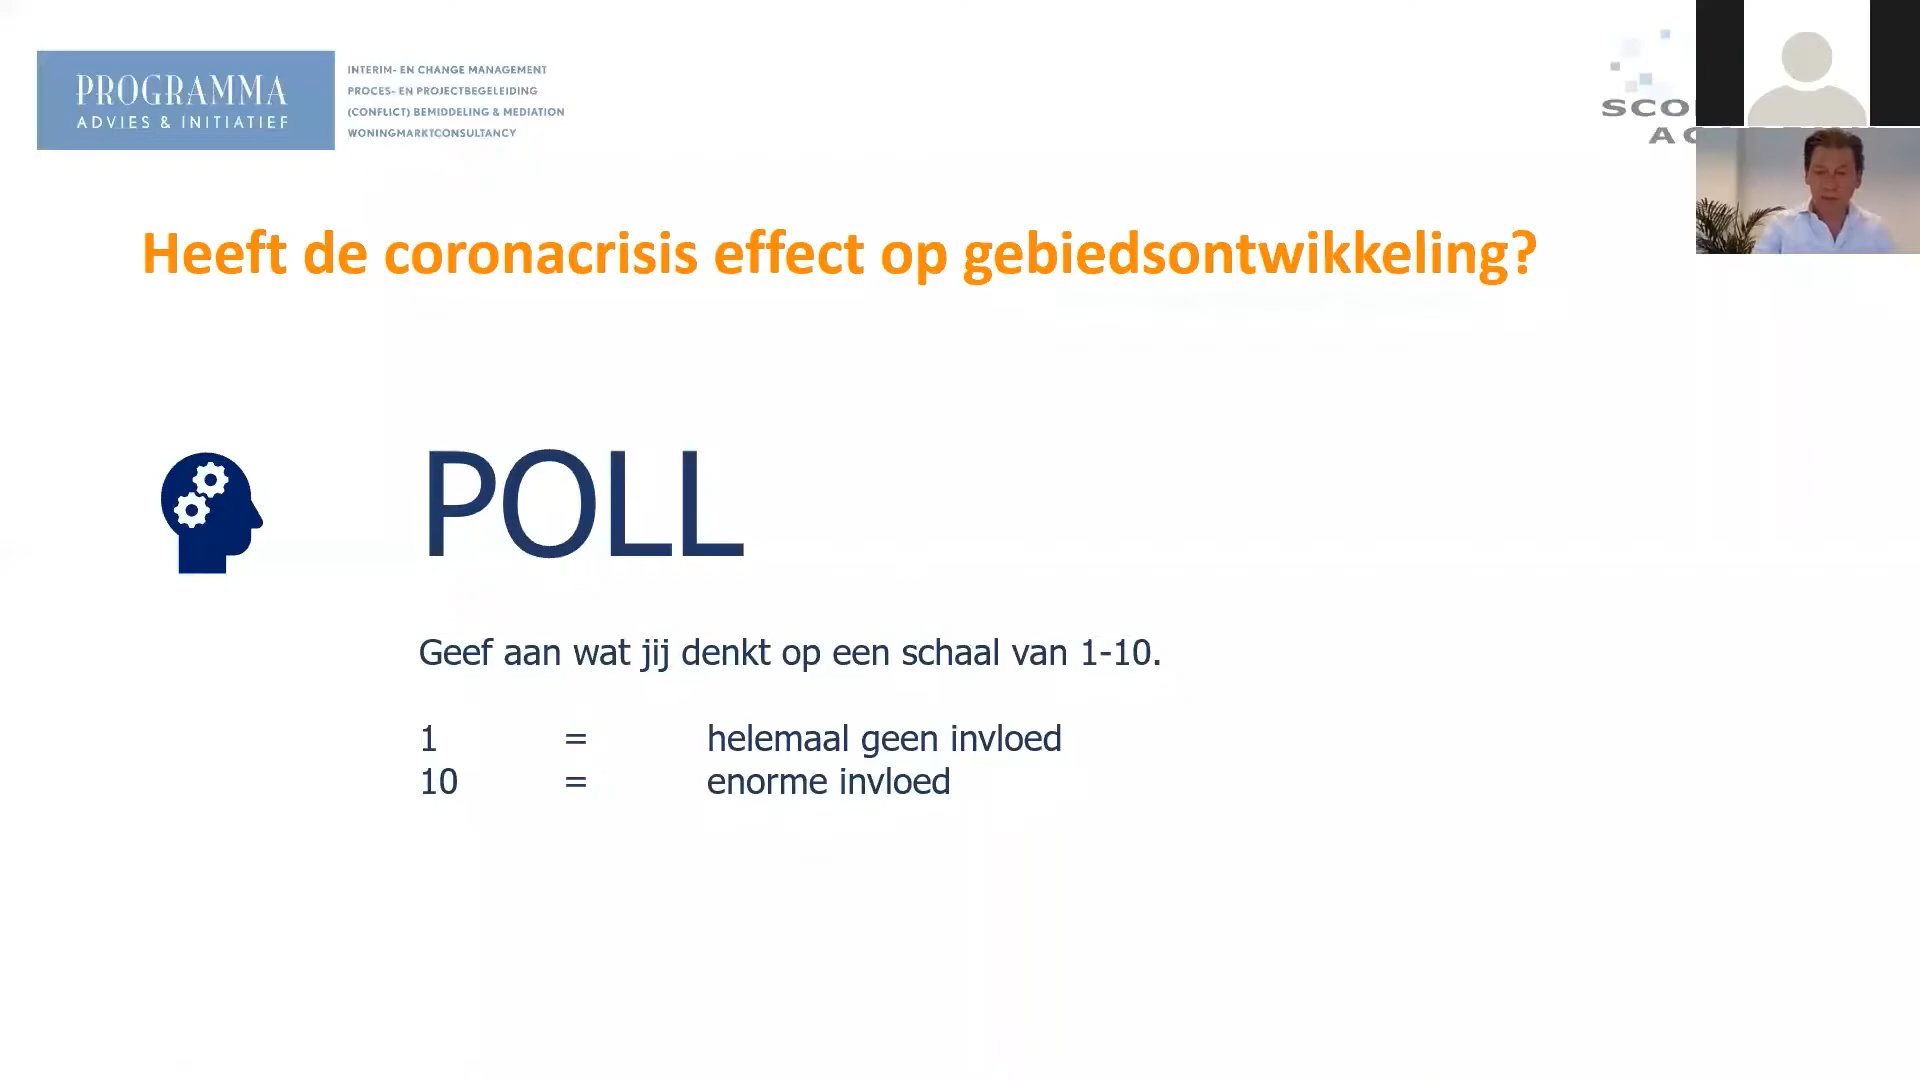 PROGRAMMA
ADVIES & INITIATIEF
INTERIM- EN CHANGE MANAGEMENT
PROCES- EN PROJECTBEGELEIDING
(CONFLICT) BEMIDDELING & MEDIATION
WONINGMARKTCONSULTANCY
Heeft de coronacrisis effect op gebiedsontwikkeling?
POLL
Geef aan wat jij denkt op een schaal van 1-10.
1 = helemaal geen invloed
10 = enorme invloed